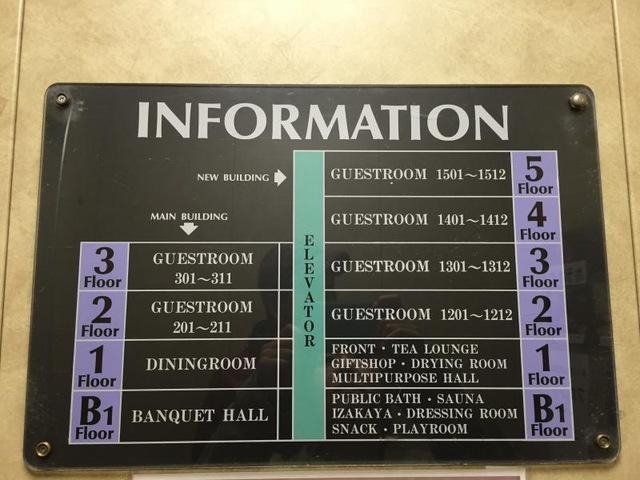 INFORMATION
NEW BUILDING
MAIN BUILDING
3 Floor
GUESTROOM
301～311
2 Floor
GUESTROOM
201～211
1 Floor
DININGROOM
B1 Floor
BANQUET HALL
ELEVATOR
GUESTROOM 1501～1512
5 Floor
GUESTROOM 1401～1412
4 Floor
GUESTROOM 1301～1312
3 Floor
GUESTROOM 1201～1212
2 Floor
FRONT・TEA LOUNGE
GIFTSHOP・DRYING ROOM
MULTIPURPOSE HALL
1 Floor
PUBLIC BATH・SAUNA
IZAKAYA・DRESSING ROOM
SNACK・PLAYROOM
B1 Floor